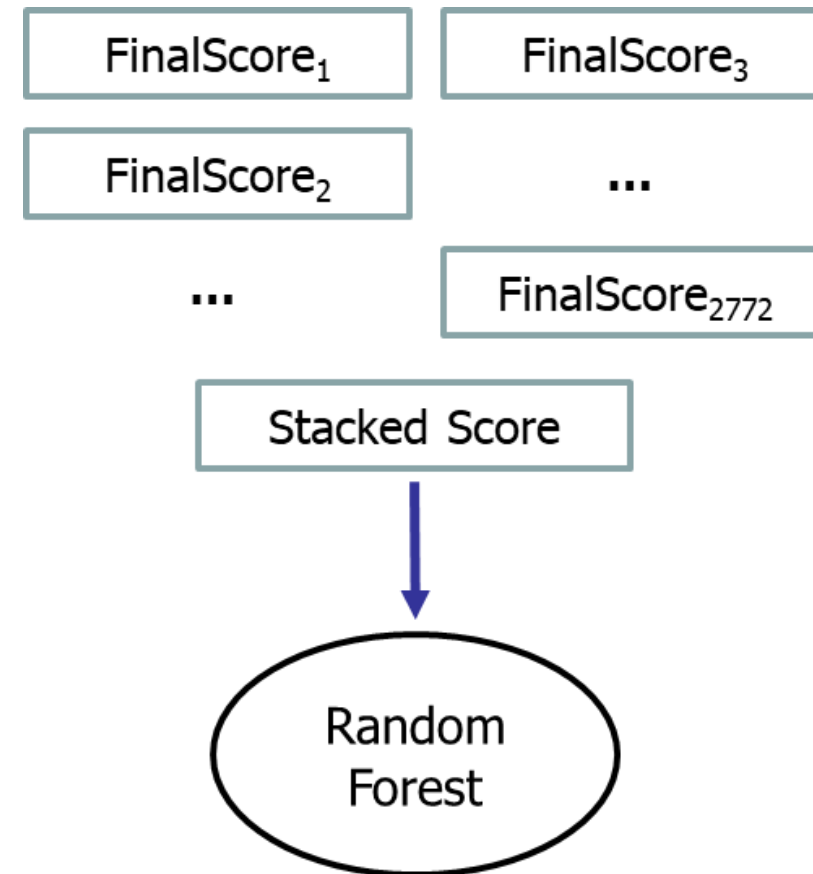 FinalScore₁ FinalScore₃
FinalScore₂ ...
... FinalScore₂₇₇₂
Stacked Score
Random
Forest